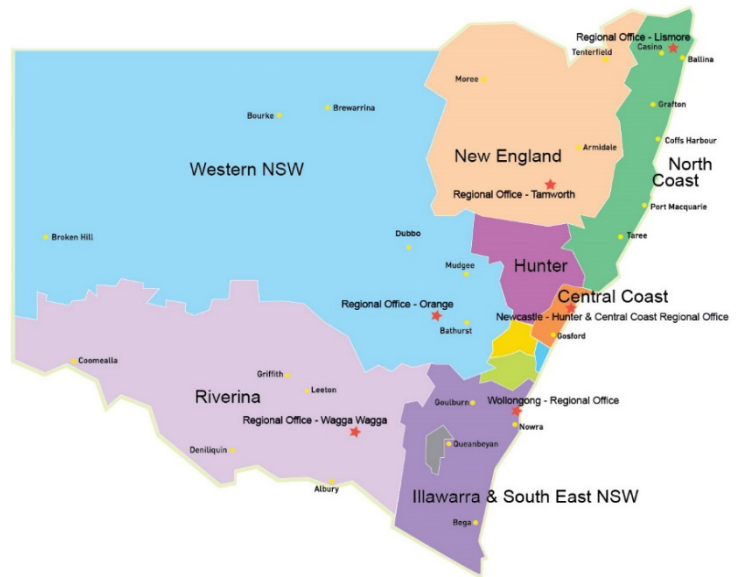 Regional Office - Lismore
Casino
Tenterfield
Ballina
Moree
Grafton
Bourke
Brewarrina
Coffs Harbour
Armidale
New England
North
Coast
Western NSW
Regional Office - Tamworth
Port Macquarie
Broken Hill
Dubbo
Taree
Mudgee
Hunter
Central Coast
Regional Office - Orange
Newcastle - Hunter & Central Coast Regional Office
Bathurst
Gosford
Coomealla
Griffith
Leeton
Riverina
Goulburn
Wollongong - Regional Office
Regional Office - Wagga Wagga
Nowra
Deniliquin
Queanbeyan
Albury
Illawarra & South East NSW
Bega